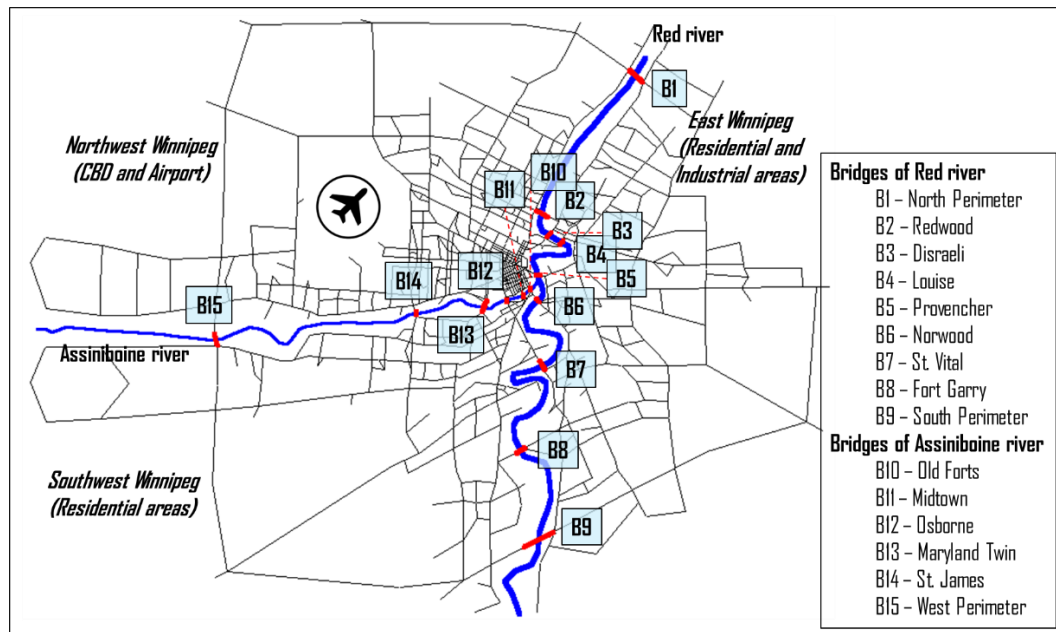 Red river
B1
Northwest Winnipeg
(CBD and Airport)
East Winnipeg
(Residential and
Industrial areas)
B10
B11
B2
B3
B4
B12
B14
B5
B15
B13
B6
Assiniboine river
B7
B8
Southwest Winnipeg
(Residential areas)
B9
Bridges of Red river
B1 – North Perimeter
B2 – Redwood
B3 – Disraeli
B4 – Louise
B5 – Provencher
B6 – Norwood
B7 – St. Vital
B8 – Fort Garry
B9 – South Perimeter
Bridges of Assiniboine river
B10 – Old Forts
B11 – Midtown
B12 – Osborne
B13 – Maryland Twin
B14 – St. James
B15 – West Perimeter